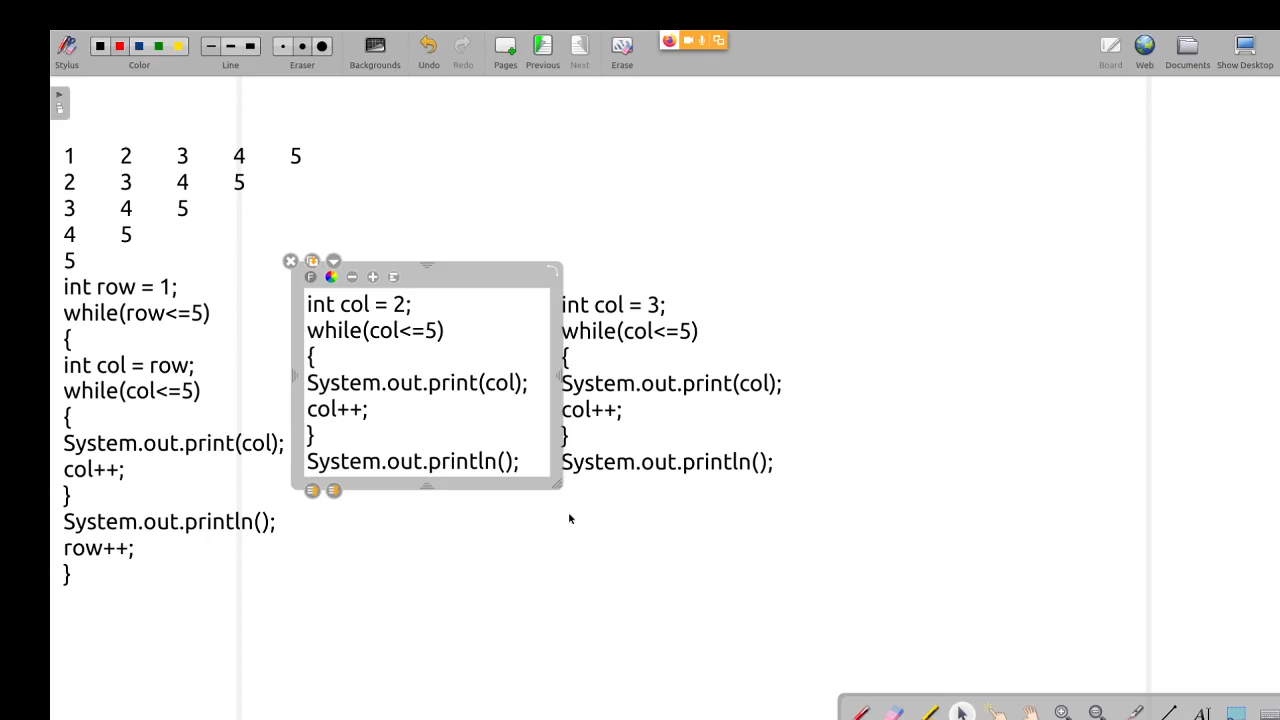 Stylus
Color
Line
Eraser
Backgrounds
Undo
Redo
Pages
Previous
Next
Erase
Board
Web
Documents
Show Desktop
1 2 3 4 5
2 3 4 5
3 4 5
4 5
5
int row = 1;
while(row<=5)
{
int col = row;
while(col<=5)
{
System.out.print(col);
col++;
}
System.out.println();
row++;
}
int col = 2;
while(col<=5)
{
System.out.print(col);
col++;
}
System.out.println();
int col = 3;
while(col<=5)
{
System.out.print(col);
col++;
}
System.out.println();